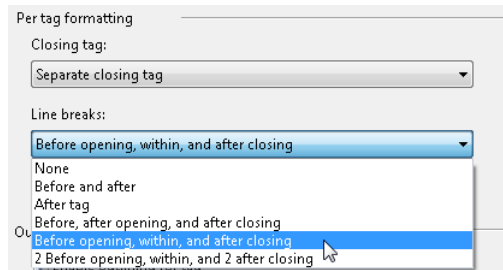 Per tag formatting
Closing tag:
Separate closing tag
Line breaks:
Before opening, within, and after closing
None
Before and after
After tag
Before, after opening, and after closing
Before opening, within, and after closing
2 Before opening, within, and 2 after closing